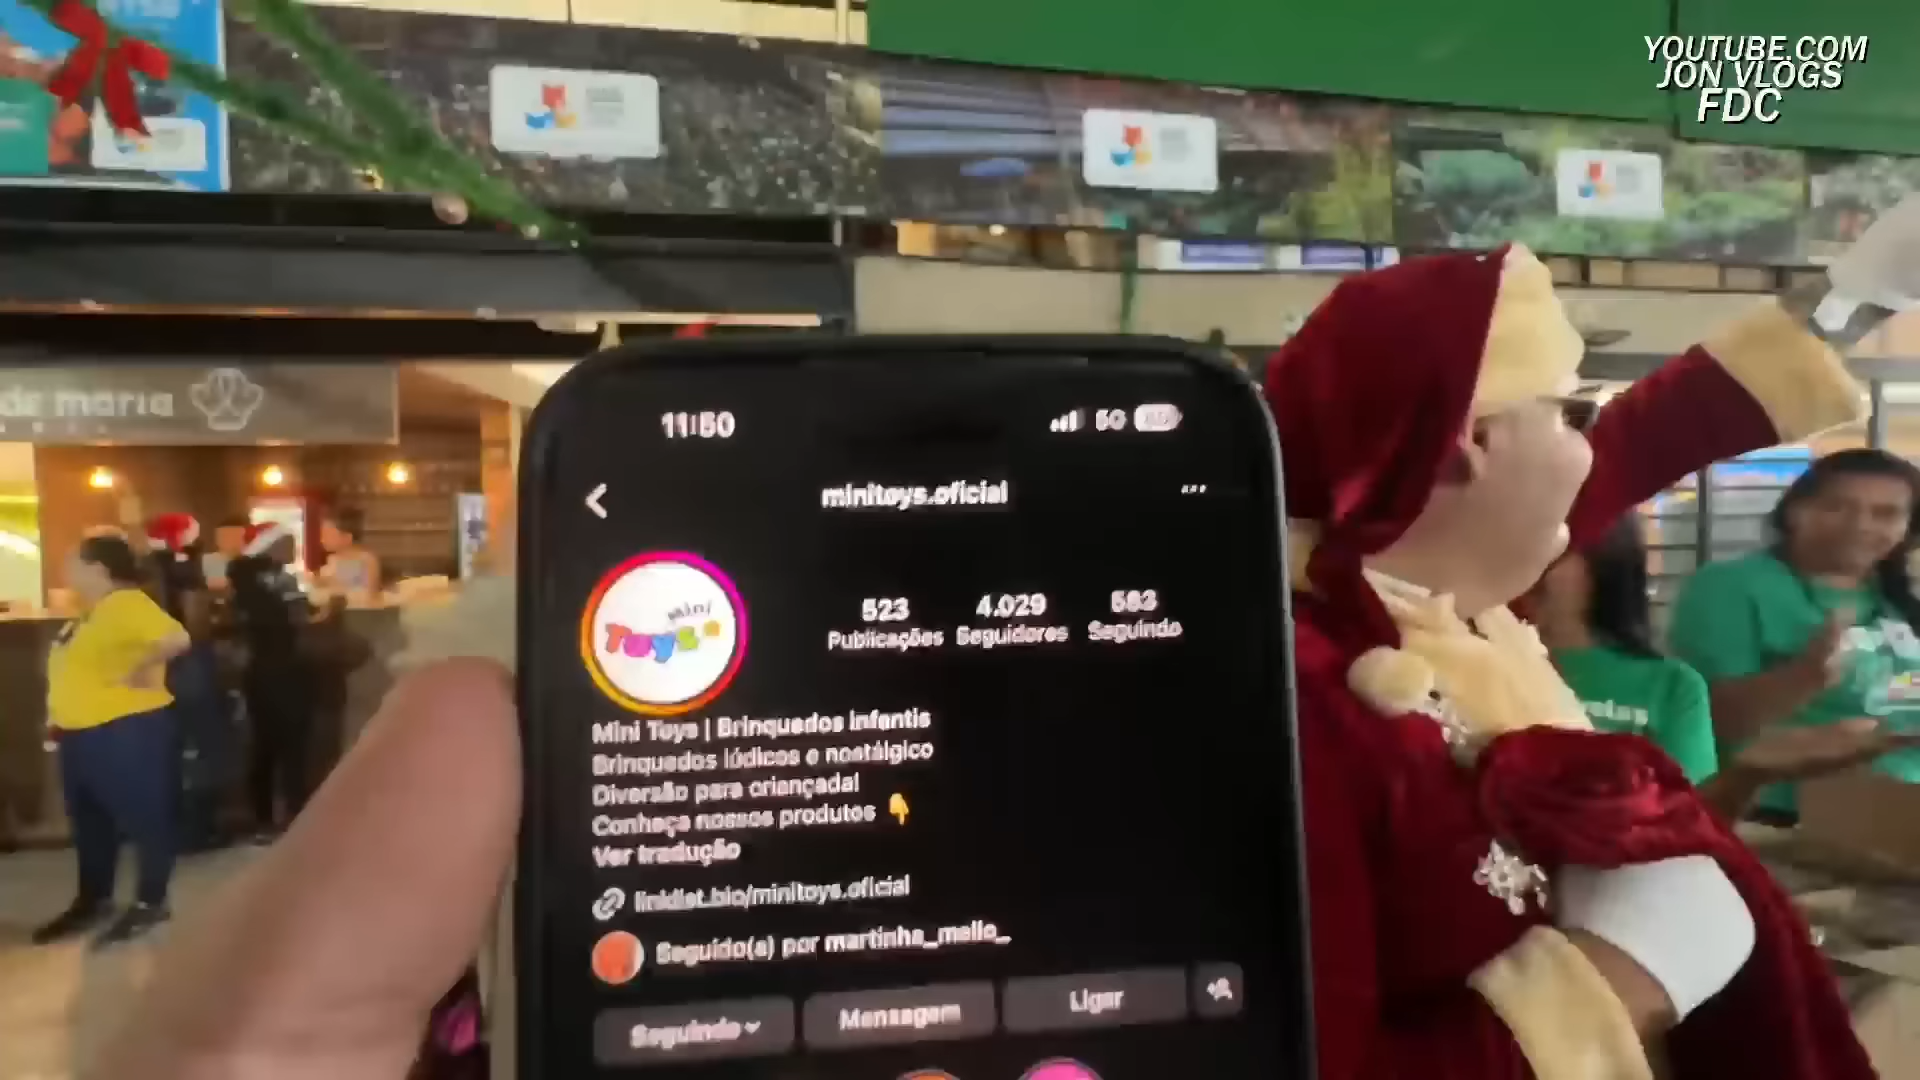 YOUTUBE.COM
JON VLOGS
FDC
de maria
11:50
5G
minitoys.oficial
mini
Toys
523
4.029
583
Publicações
Seguidores
Seguindo
Mini Toys | Brinquedos infantis
Brinquedos lúdicos e nostálgico
Diversão para criançada!
Conheça nossos produtos 👇
Ver tradução
linklist.bio/minitoys.oficial
Seguido(a) por martinha_mello_
Seguindo
Mensagem
Ligar